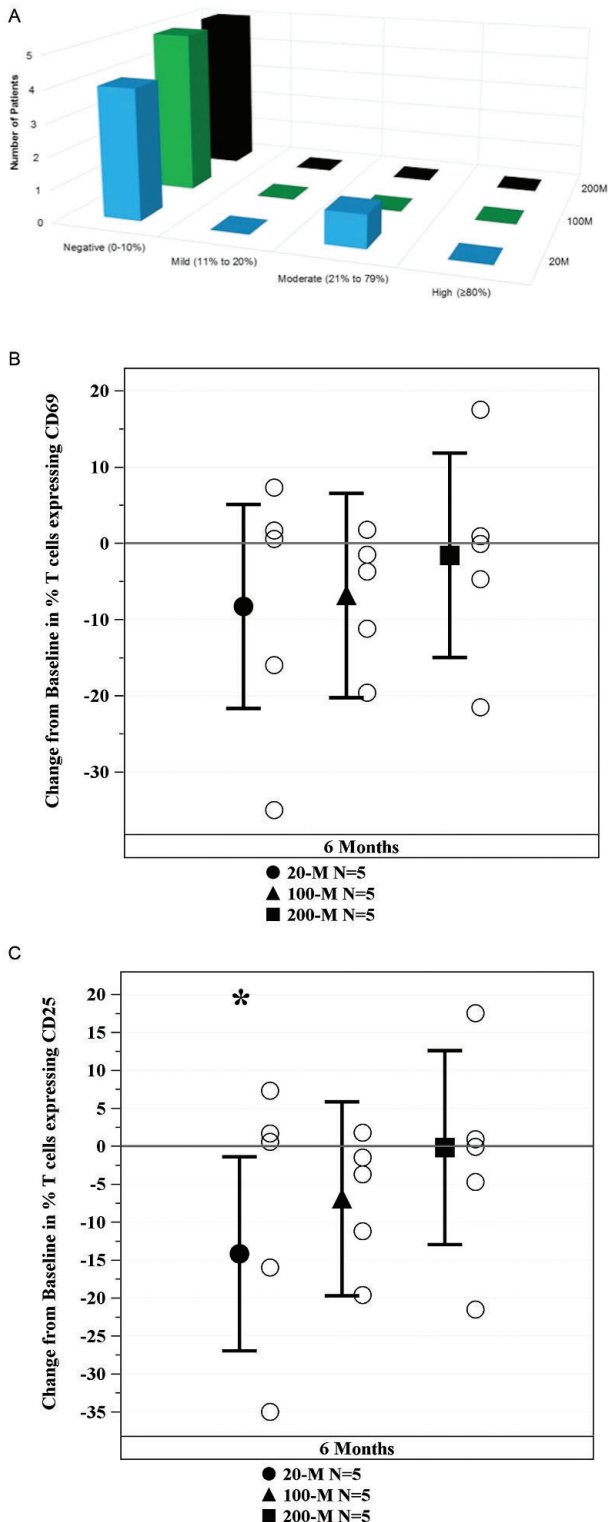 A
Number of Patients
5
4
3
2
1
0
Negative (0-10%)
Mild (11% to 20%)
Moderate (21% to 79%)
High (≥80%)
20M
100M
200M
B
Change from Baseline in % T cells expressing CD69
20
10
0
-10
-20
-30
6 Months
20-M N=5
100-M N=5
200-M N=5
C
Change from Baseline in % T cells expressing CD25
20
15
10
5
0
-5
-10
-15
-20
-25
-30
-35
*
6 Months
20-M N=5
100-M N=5
200-M N=5